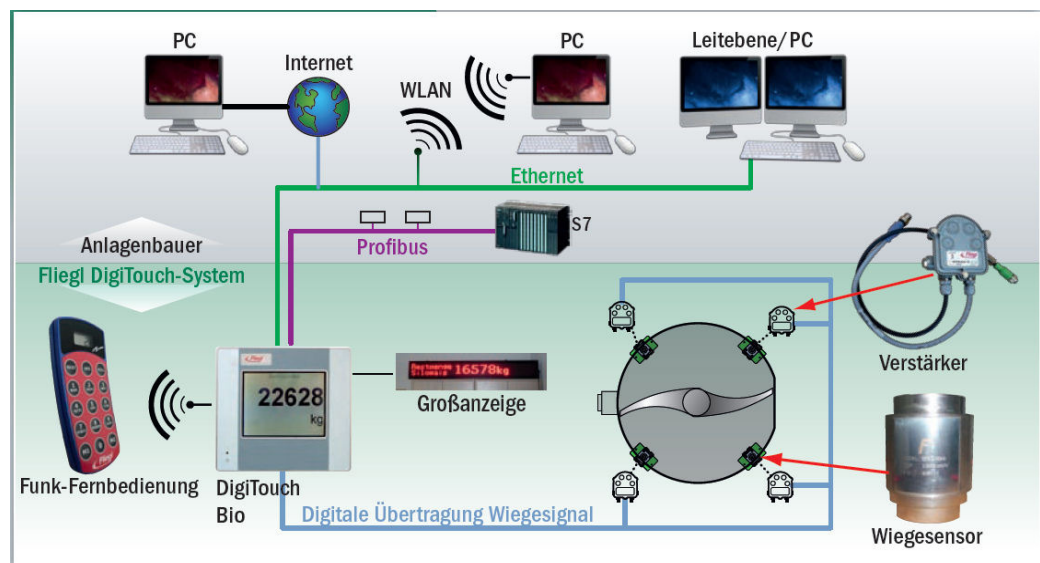 PC
Internet
WLAN
PC
Leitebene/PC
Ethernet
S7
Profibus
Anlagenbauer
Fliegl DigiTouch-System
Verstärker
22628
kg
16578kg
Großanzeige
Funk-Fernbedienung
DigiTouch
Bio
Digitale Übertragung Wiegesignal
Wiegesensor